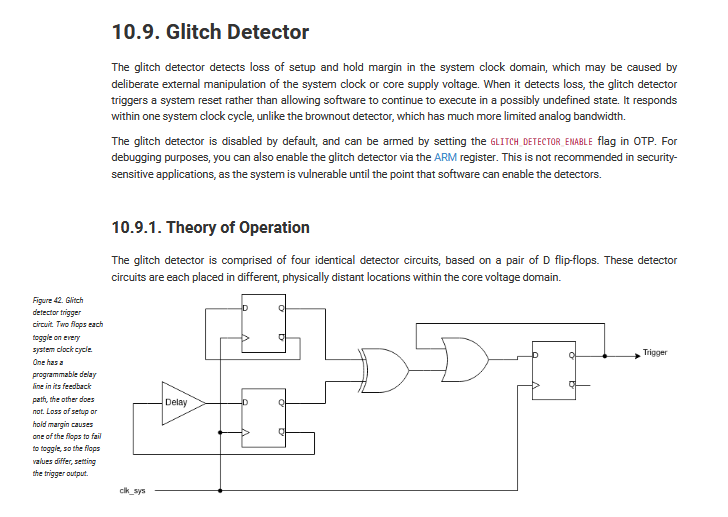 10.9. Glitch Detector
The glitch detector detects loss of setup and hold margin in the system clock domain, which may be caused by
deliberate external manipulation of the system clock or core supply voltage. When it detects loss, the glitch detector
triggers a system reset rather than allowing software to continue to execute in a possibly undefined state. It responds
within one system clock cycle, unlike the brownout detector, which has much more limited analog bandwidth.
The glitch detector is disabled by default, and can be armed by setting the GLITCH_DETECTOR_ENABLE flag in OTP. For
debugging purposes, you can also enable the glitch detector via the ARM register. This is not recommended in security-
sensitive applications, as the system is vulnerable until the point that software can enable the detectors.
10.9.1. Theory of Operation
The glitch detector is comprised of four identical detector circuits, based on a pair of D flip-flops. These detector
circuits are each placed in different, physically distant locations within the core voltage domain.
Figure 42. Glitch
detector trigger
circuit. Two flops each
toggle on every
system clock cycle.
One has a
programmable delay
line in its feedback
path, the other does
not. Loss of setup or
hold margin causes
one of the flops to fail
to toggle, so the flops
values differ, setting
the trigger output.
D Q
Q
Delay
D Q
Q
D Q
Q
Trigger
clk_sys